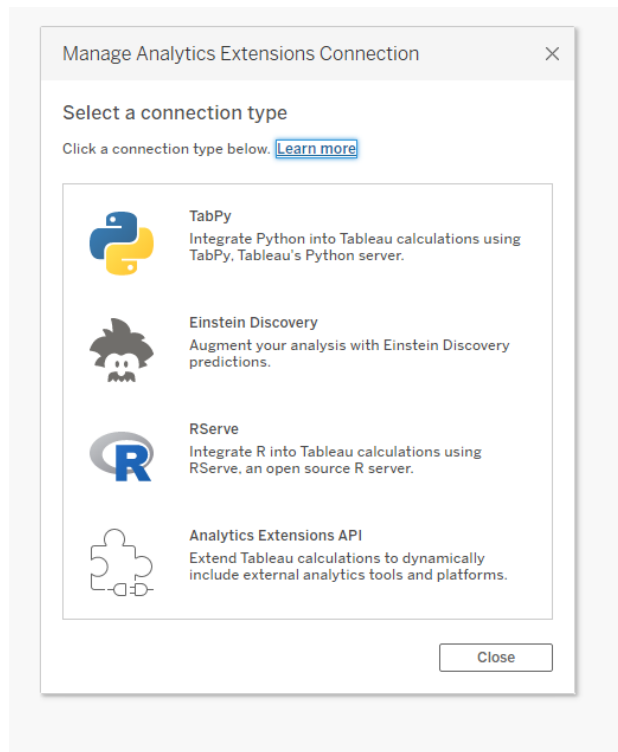 Manage Analytics Extensions Connection
Select a connection type
Click a connection type below. Learn more
TabPy
Integrate Python into Tableau calculations using
TabPy, Tableau's Python server.
Einstein Discovery
Augment your analysis with Einstein Discovery
predictions.
RServe
Integrate R into Tableau calculations using
RServe, an open source R server.
R
Analytics Extensions API
Extend Tableau calculations to dynamically
include external analytics tools and platforms.
Close